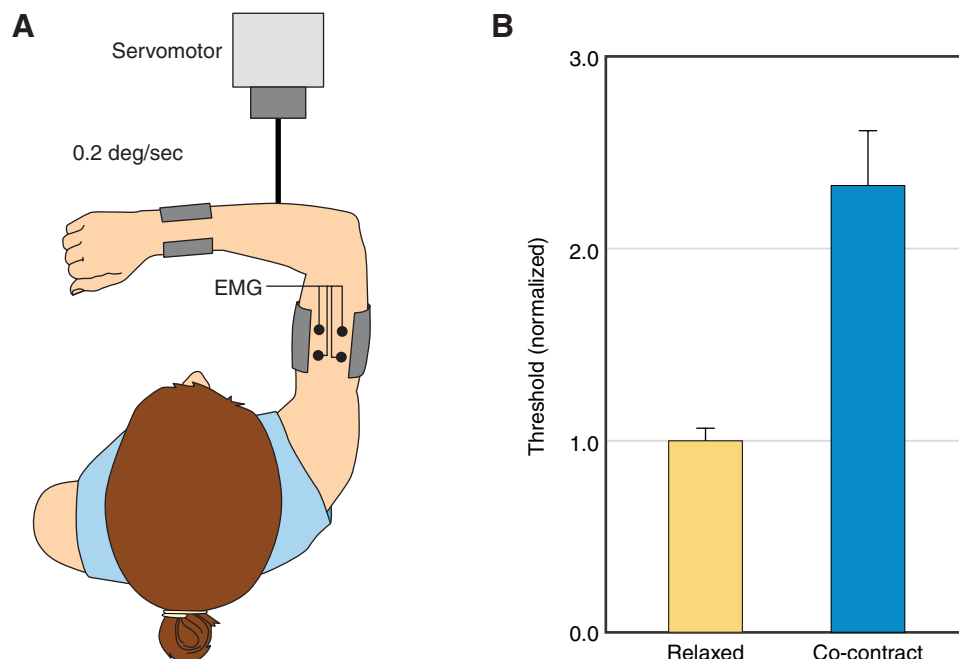 A
Servomotor
0.2 deg/sec
EMG
B
Threshold (normalized)
3.0
2.0
1.0
0.0
Relaxed
Co-contract